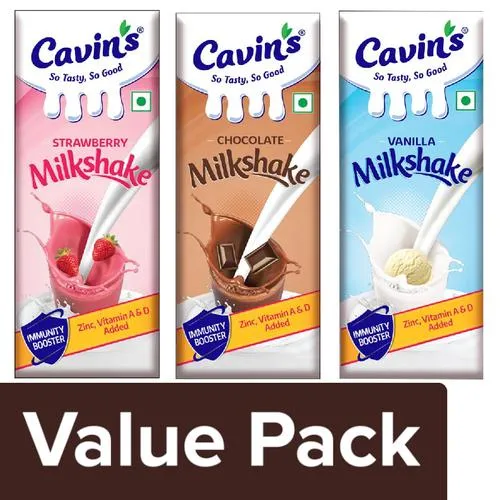 Cavin's®
So Tasty, So Good
STRAWBERRY
Milkshake
IMMUNITY
BOOSTER
Zinc, Vitamin A & D
Added
Cavin's®
So Tasty, So Good
CHOCOLATE
Milkshake
IMMUNITY
BOOSTER
Zinc, Vitamin A & D
Added
Cavin's®
So Tasty, So Good
VANILLA
Milkshake
IMMUNITY
BOOSTER
Zinc, Vitamin A & D
Added
Value Pack